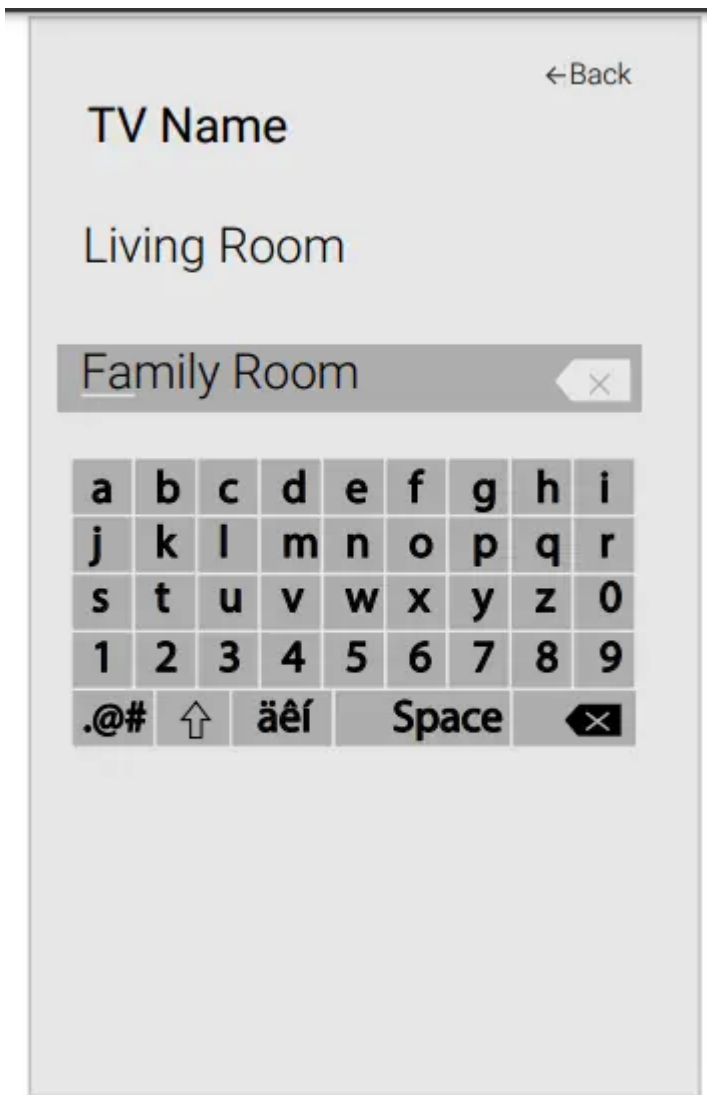 ←Back
TV Name
Living Room
Family Room
a b c d e f g h i
j k l m n o p q r
s t u v w x y z 0
1 2 3 4 5 6 7 8 9
.@# äêí Space